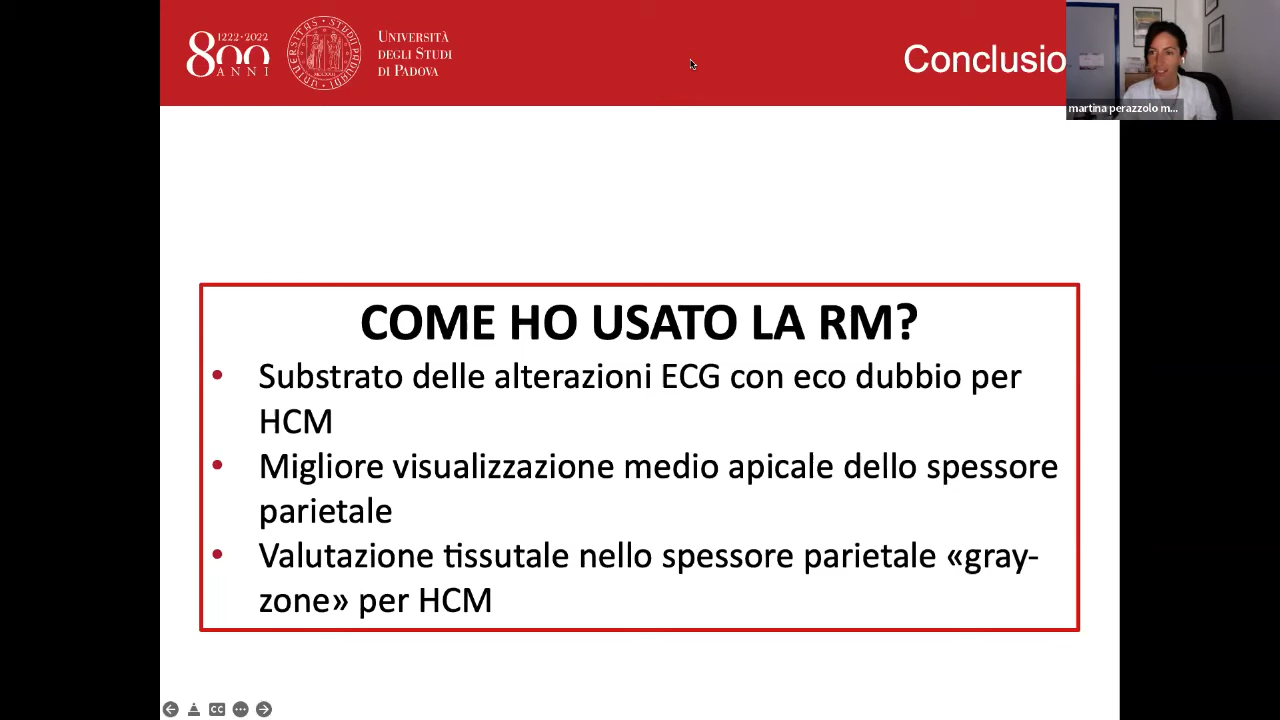 1222·2022
800
ANNI
UNIVERSITÀ
DEGLI STUDI
DI PADOVA
Conclusio
martina perazzolo m...
COME HO USATO LA RM?
• Substrato delle alterazioni ECG con eco dubbio per
HCM
• Migliore visualizzazione medio apicale dello spessore
parietale
• Valutazione tissutale nello spessore parietale «gray-
zone» per HCM
CC